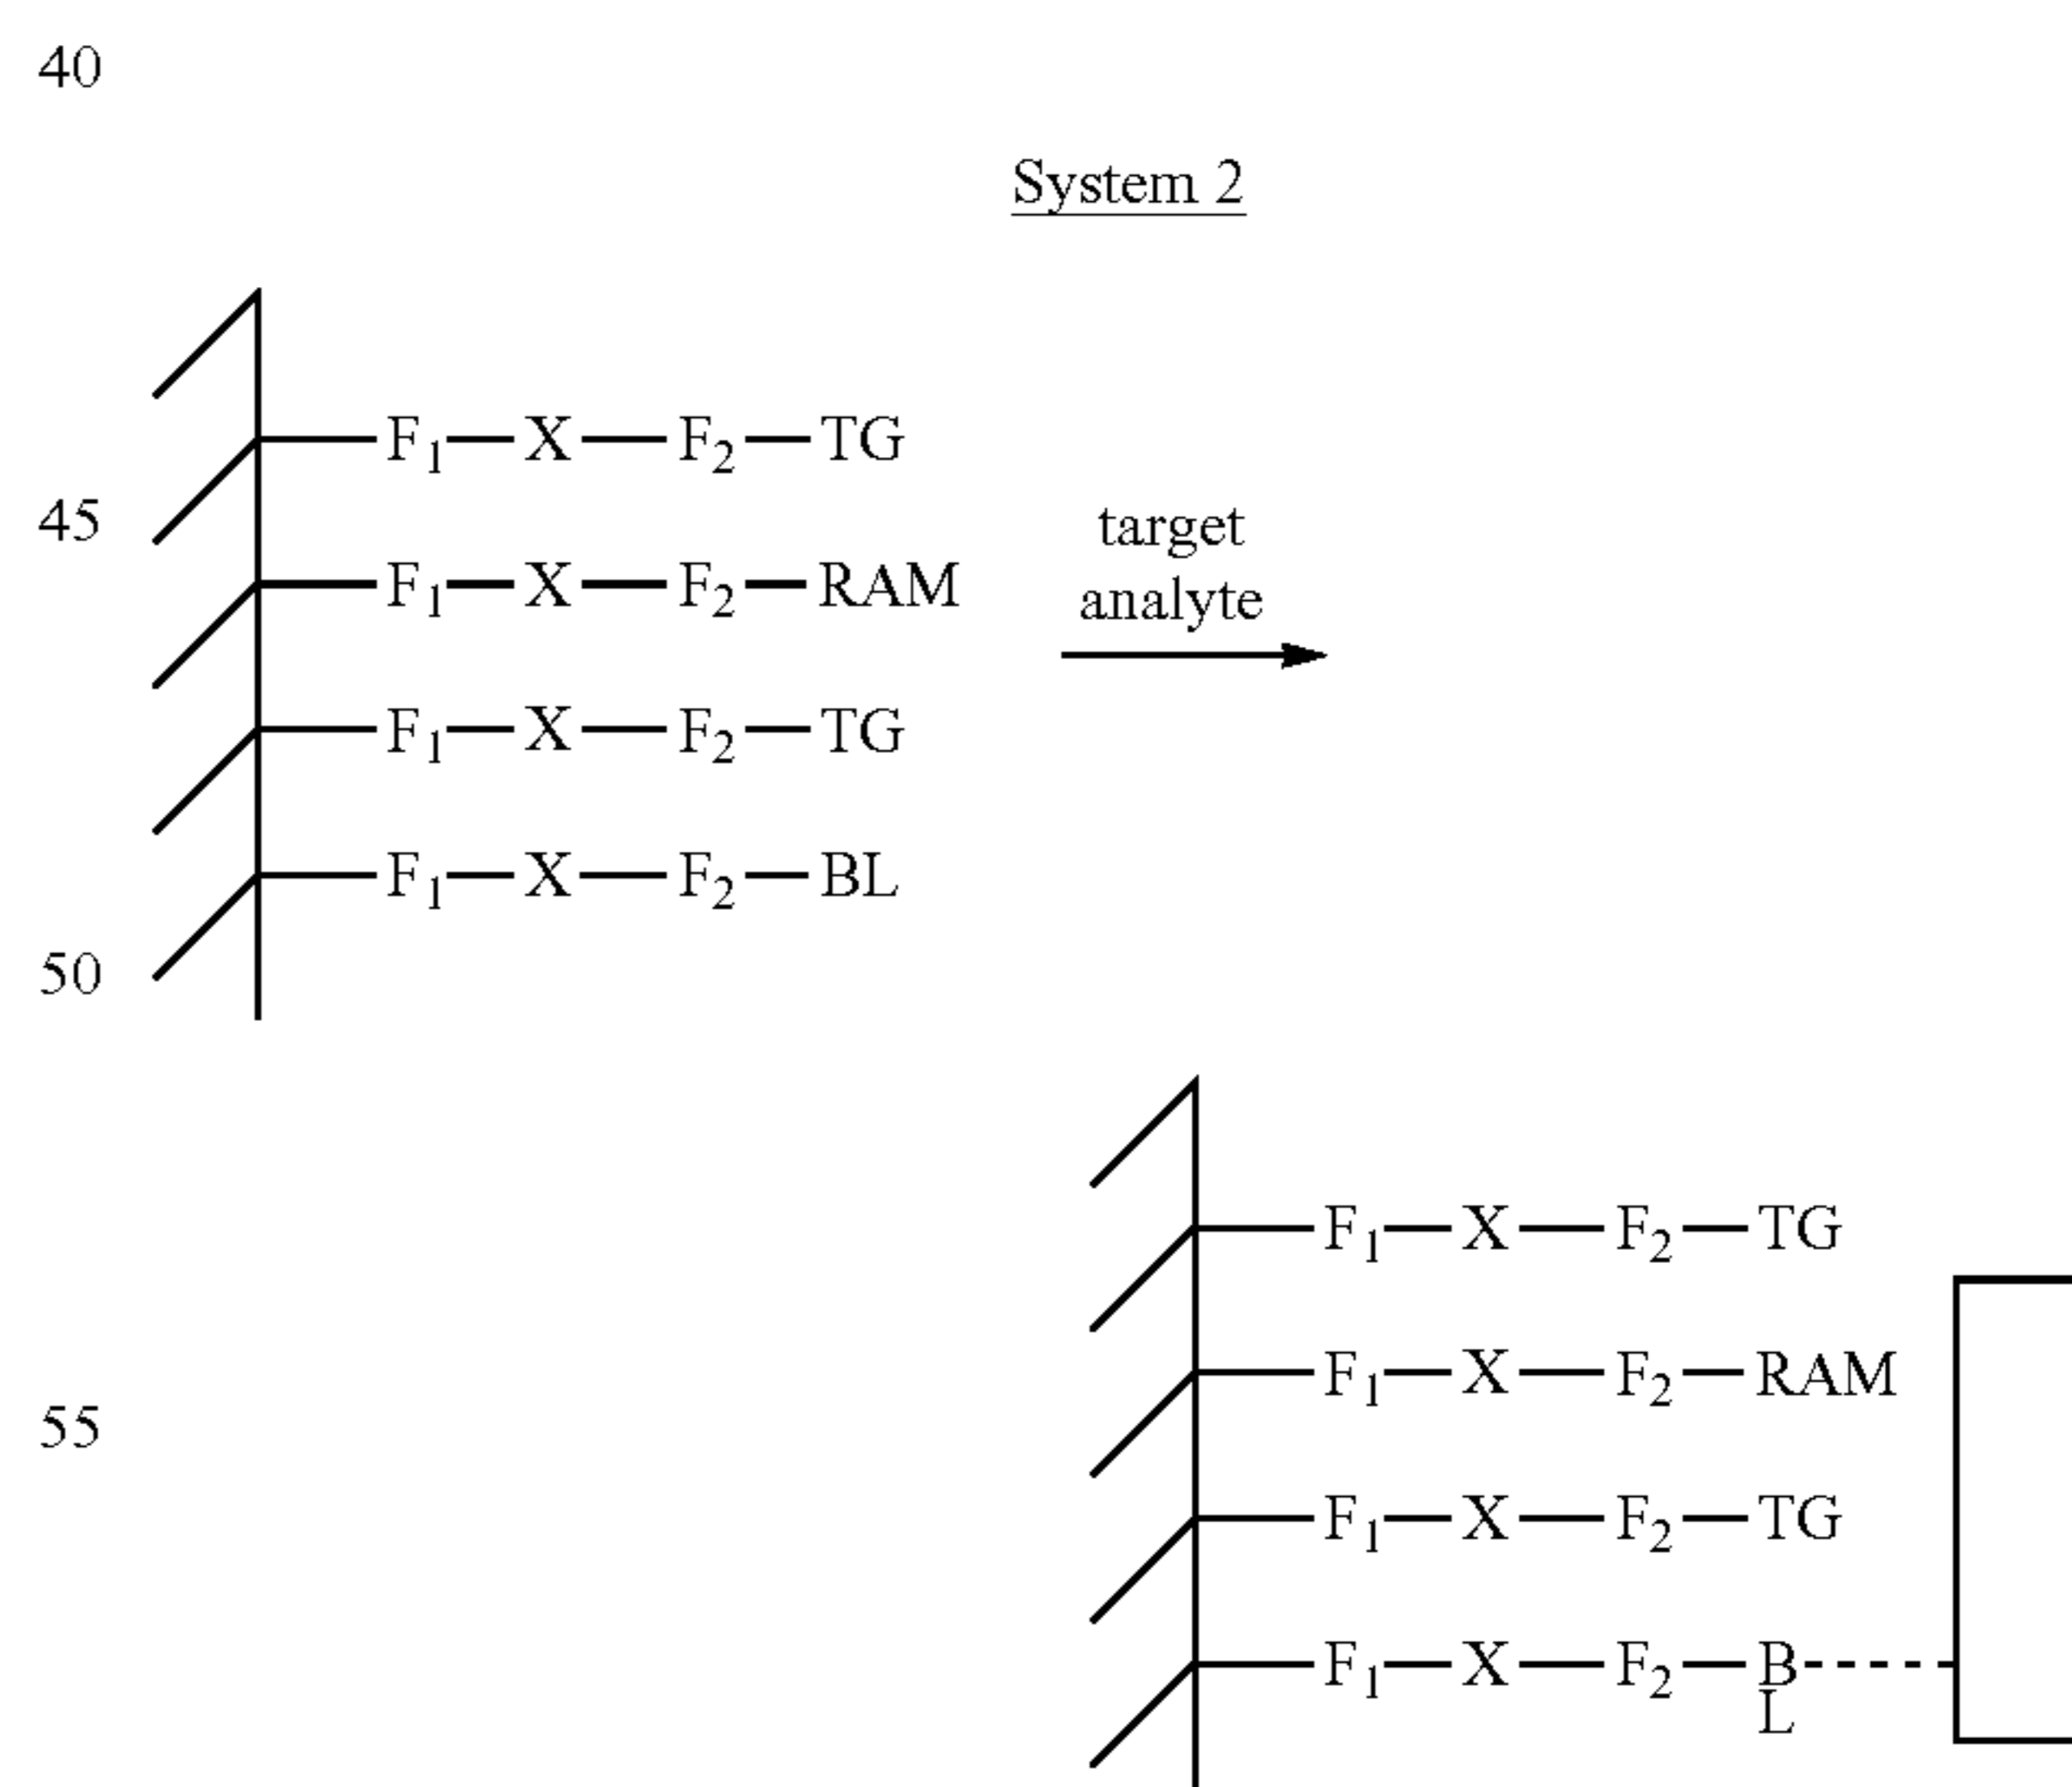 40
System 2
F1—X—F2—TG
45
target
analyte
F1—X—F2—RAM
F1—X—F2—TG
F1—X—F2—BL
50
F1—X—F2—TG
F1—X—F2—RAM
55
F1—X—F2—TG
F1—X—F2—B
L